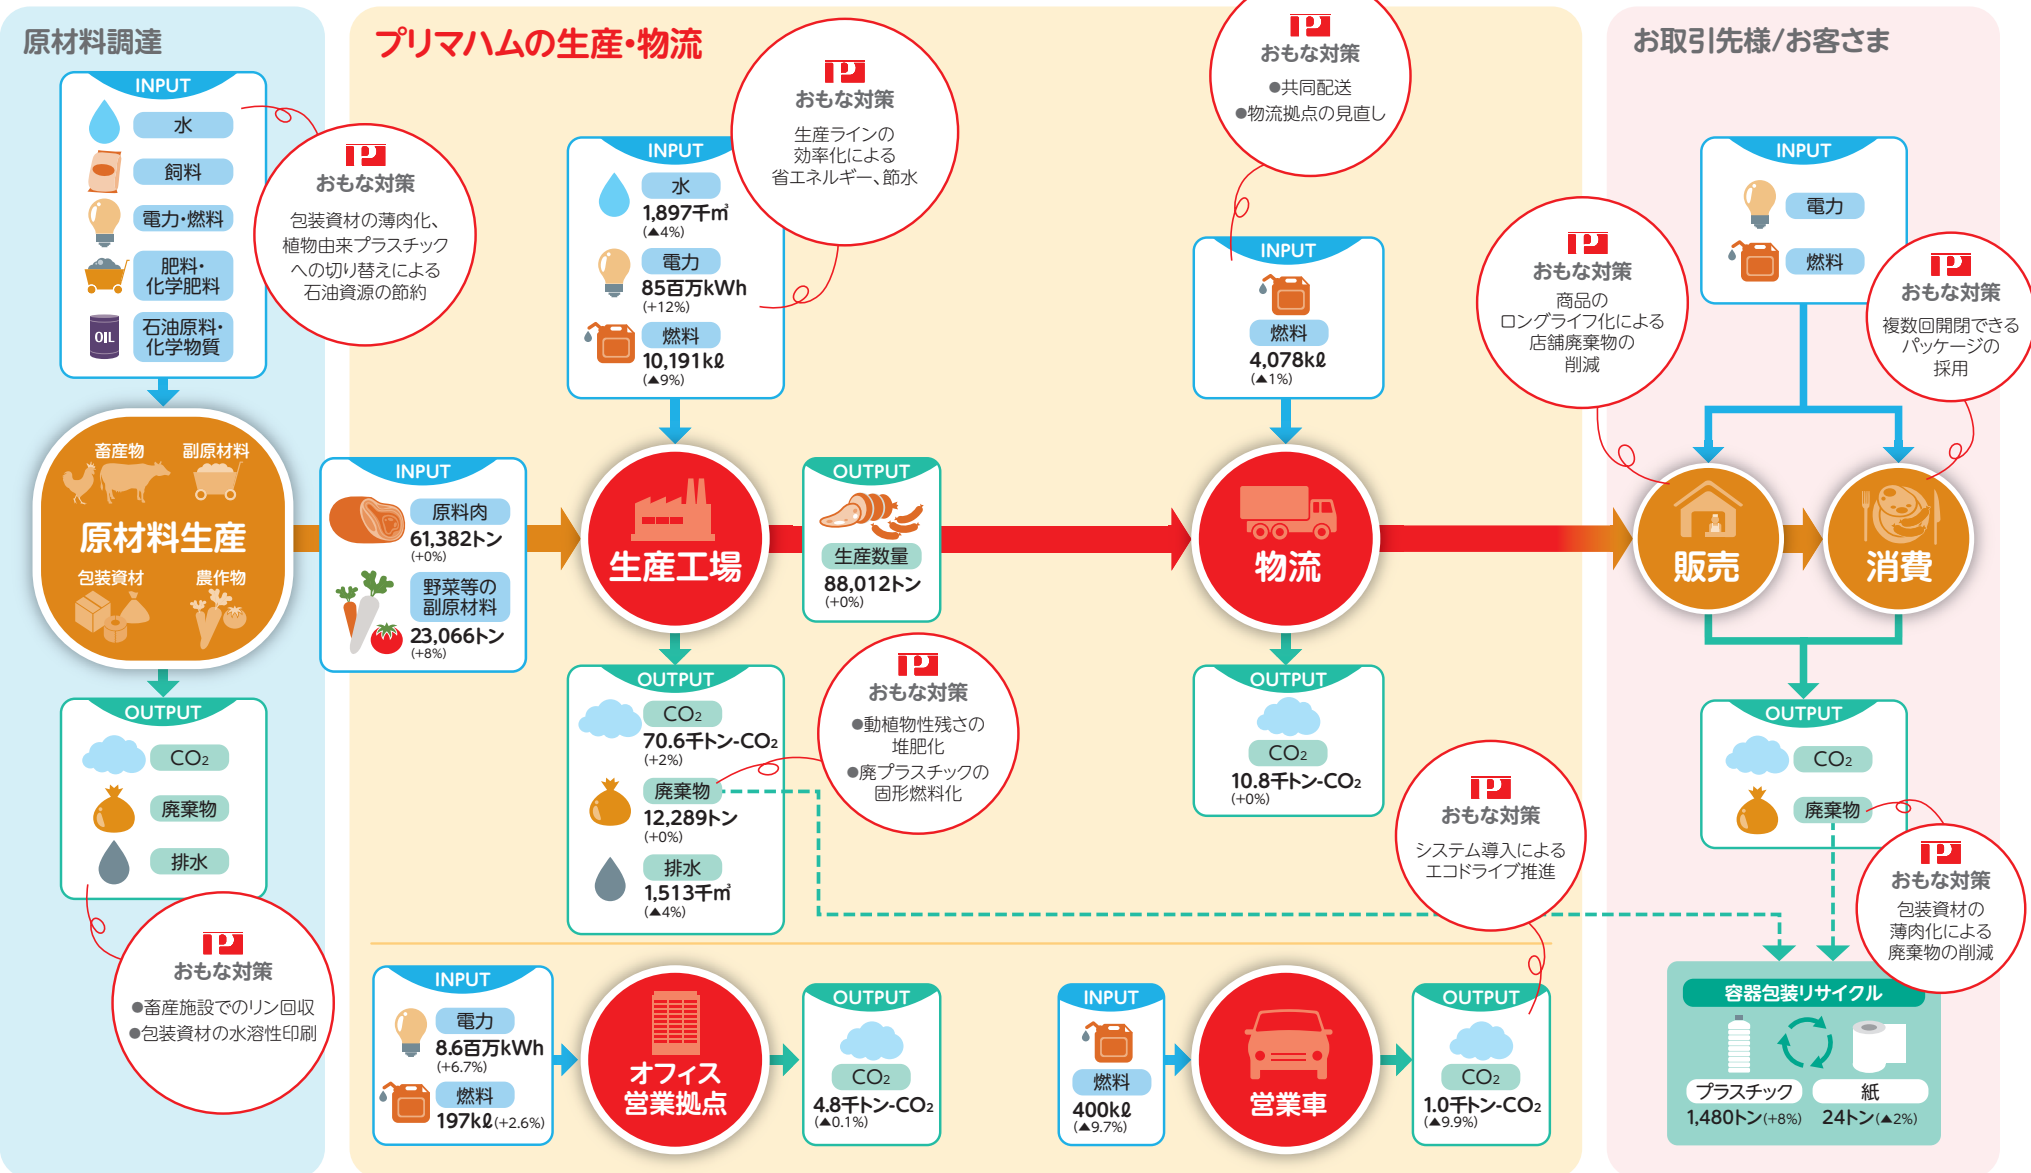 原材料調達
INPUT
水
飼料
電力・燃料
肥料・
化学肥料
OIL
石油原料・
化学物質
おもな対策
包装資材の薄肉化、
植物由来プラスチック
への切り替えによる
石油資源の節約
畜産物
副原材料
原材料生産
包装資材
農作物
OUTPUT
CO2
廃棄物
排水
おもな対策
●畜産施設でのリン回収
●包装資材の水溶性印刷
プリマハムの生産・物流
INPUT
水
1,897千㎥
(▲4%)
電力
85百万kWh
(+12%)
燃料
10,191kℓ
(▲9%)
おもな対策
生産ラインの
効率化による
省エネルギー、節水
INPUT
原料肉
61,382トン
(+0%)
野菜等の
副原材料
23,066トン
(+8%)
生産工場
OUTPUT
生産数量
88,012トン
(+0%)
OUTPUT
CO2
70.6千トン-CO2
(+2%)
廃棄物
12,289トン
(+0%)
排水
1,513千㎥
(▲4%)
おもな対策
●動植物性残さの
堆肥化
●廃プラスチックの
固形燃料化
おもな対策
●共同配送
●物流拠点の見直し
INPUT
燃料
4,078kℓ
(▲1%)
物流
OUTPUT
CO2
10.8千トン-CO2
(+0%)
INPUT
電力
8.6百万kWh
(+6.7%)
燃料
197kℓ(+2.6%)
オフィス
営業拠点
OUTPUT
CO2
4.8千トン-CO2
(▲0.1%)
INPUT
燃料
400kℓ
(▲9.7%)
営業車
OUTPUT
CO2
1.0千トン-CO2
(▲9.9%)
おもな対策
システム導入による
エコドライブ推進
お取引先様/お客さま
INPUT
電力
燃料
おもな対策
商品の
ロングライフ化による
店舗廃棄物の
削減
おもな対策
複数回開閉できる
パッケージの
採用
販売
消費
OUTPUT
CO2
廃棄物
おもな対策
包装資材の
薄肉化による
廃棄物の削減
容器包装リサイクル
プラスチック
1,480トン(+8%)
紙
24トン(▲2%)